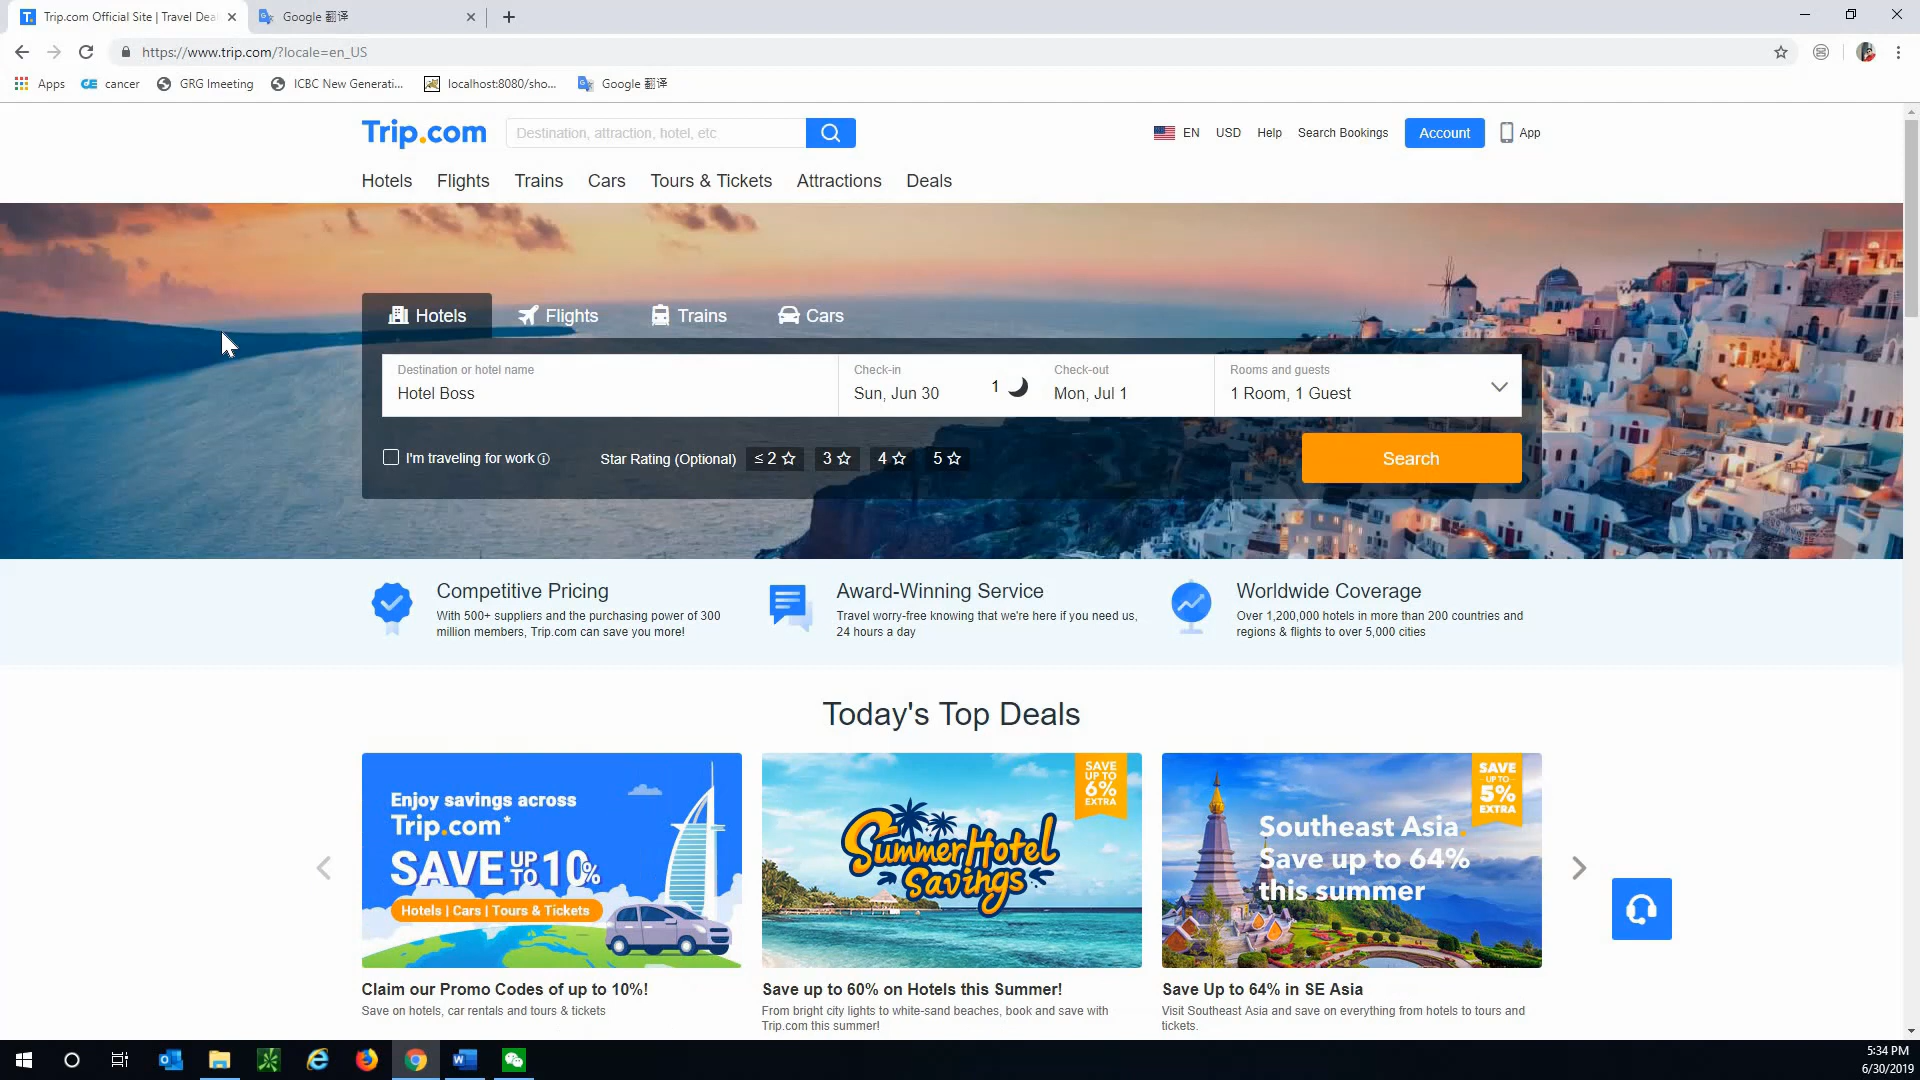 Trip.com Official Site | Travel Dea
Google 翻译
https://www.trip.com/?locale=en_US
Apps
cancer
GRG Imeeting
ICBC New Generati...
localhost:8080/sho...
Google 翻译
Trip.com
Destination, attraction, hotel, etc
EN
USD
Help
Search Bookings
Account
App
Hotels
Flights
Trains
Cars
Tours & Tickets
Attractions
Deals
Hotels
Flights
Trains
Cars
Destination or hotel name
Hotel Boss
Check-in
Sun, Jun 30
1
Check-out
Mon, Jul 1
Rooms and guests
1 Room, 1 Guest
I'm traveling for work
Star Rating (Optional)
≤ 2
3
4
5
Search
Competitive Pricing
With 500+ suppliers and the purchasing power of 300
million members, Trip.com can save you more!
Award-Winning Service
Travel worry-free knowing that we're here if you need us,
24 hours a day
Worldwide Coverage
Over 1,200,000 hotels in more than 200 countries and
regions & flights to over 5,000 cities
Today's Top Deals
Enjoy savings across
Trip.com*
SAVE UP TO 10%
Hotels | Cars | Tours & Tickets
SAVE
UP TO
6%
EXTRA
Summer Hotel
Savings
SAVE
UP TO
5%
EXTRA
Southeast Asia.
Save up to 64%
this summer
Claim our Promo Codes of up to 10%!
Save on hotels, car rentals and tours & tickets
Save up to 60% on Hotels this Summer!
From bright city lights to white-sand beaches, book and save with
Trip.com this summer!
Save Up to 64% in SE Asia
Visit Southeast Asia and save on everything from hotels to tours and
tickets.
5:34 PM
6/30/2019